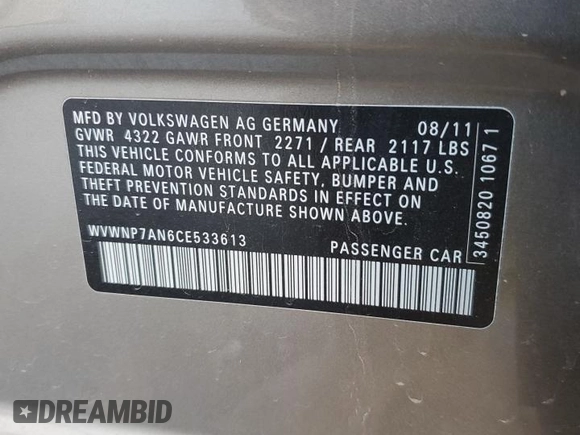 MFD BY VOLKSWAGEN AG GERMANY 08/11
GVWR 4322 GAWR FRONT 2271 / REAR 2117 LBS
THIS VEHICLE CONFORMS TO ALL APPLICABLE U.S.
FEDERAL MOTOR VEHICLE SAFETY, BUMPER AND
THEFT PREVENTION STANDARDS IN EFFECT ON
THE DATE OF MANUFACTURE SHOWN ABOVE.
WVWNP7AN6CE533613 PASSENGER CAR
3450820 1067 1
DREAMBID